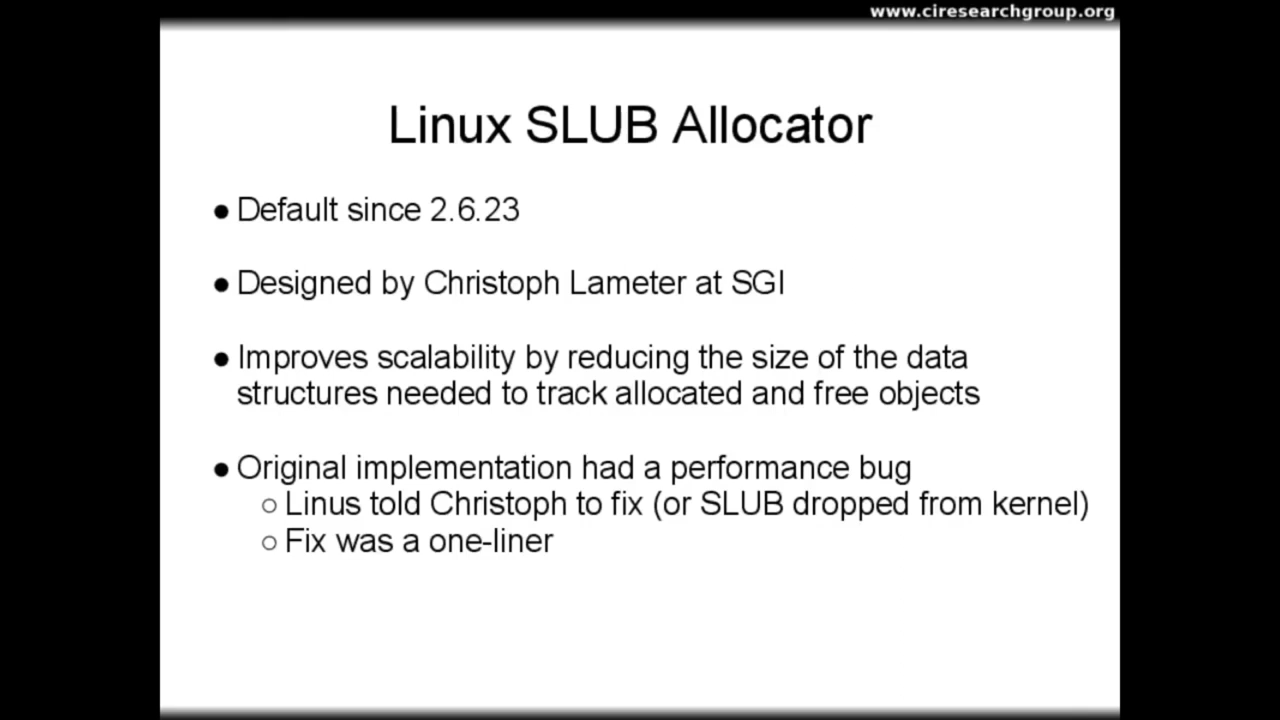 www.ciresearchgroup.org
Linux SLUB Allocator
● Default since 2.6.23
● Designed by Christoph Lameter at SGI
● Improves scalability by reducing the size of the data
structures needed to track allocated and free objects
● Original implementation had a performance bug
○ Linus told Christoph to fix (or SLUB dropped from kernel)
○ Fix was a one-liner